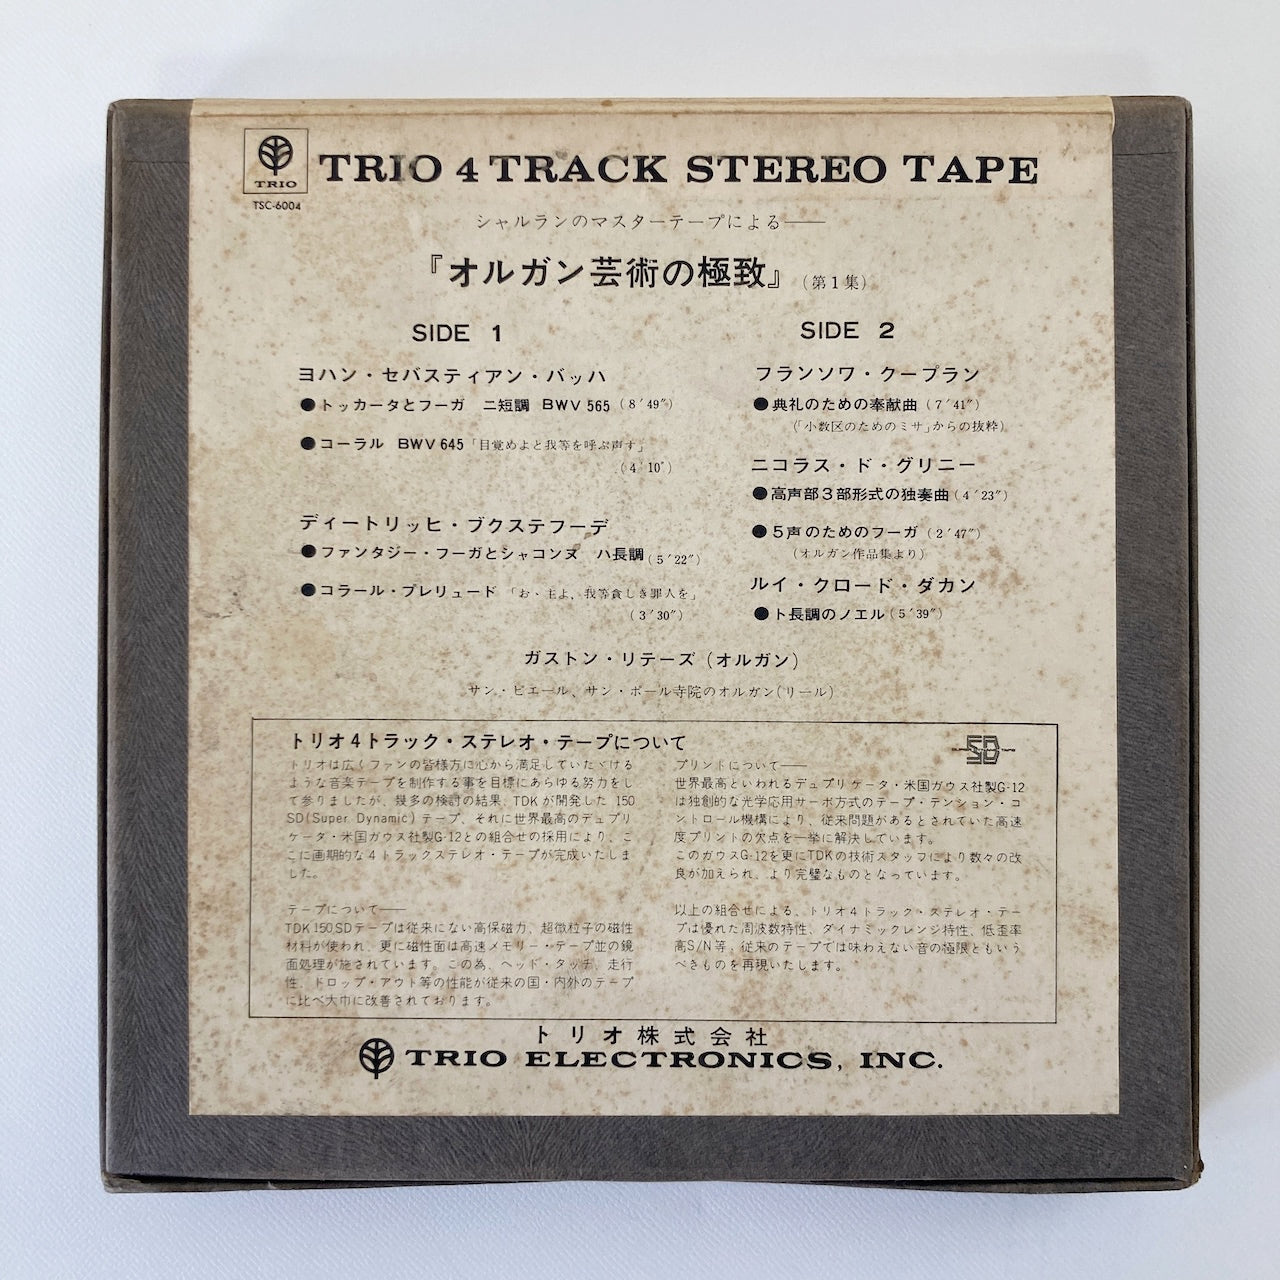 TRIO
TSC-6004
TRIO 4 TRACK STEREO TAPE
シャルランのマスターテープによる——
『オルガン芸術の極致』(第1集)
SIDE 1
ヨハン・セバスティアン・バッハ
●トッカータとフーガ ニ短調 BWV 565 (8′49″)
●コーラル BWV 645「目覚めよと我等を呼ぶ声す」
(4′10″)
ディートリッヒ・ブクステフーデ
●ファンタジー・フーガとシャコンヌ ハ長調(5′22″)
●コラール・プレリュード 「お、主よ、我等貪しき罪人を」
(3′30″)
SIDE 2
フランソワ・クープラン
●典礼のための奉献曲(7′41″)
(「小数区のためのミサ」からの抜粋)
ニコラス・ド・グリニー
●高声部3部形式の独奏曲(4′23″)
●5声のためのフーガ(2′47″)
(オルガン作品集より)
ルイ・クロード・ダカン
●ト長調のノエル(5′39″)
ガストン・リテーズ(オルガン)
サン・ピエール、サン・ポール寺院のオルガン(リール)
トリオ4トラック・ステレオ・テープについて
トリオは広くファンの皆様方に心から満足していたゞける
ような音楽テープを制作する事を目標にあらゆる努力をし
て参りましたが、幾多の検討の結果、TDKが開発した 150
SD(Super Dynamic)テープ、それに世界最高のデュプリ
ケータ・米国ガウス社製G-12との組合せの採用により、こ
こに画期的な4トラックステレオ・テープが完成いたしま
した。
テープについて——
TDK150SDテープは従来にない高保磁力、超微粒子の磁性
材料が使われ、更に磁性面は高速メモリー・テープ並の鏡
面処理が施されています。この為、ヘッド・タッチ、走行
性、ドロップ・アウト等の性能が従来の国・内外のテープ
に比べ大巾に改善されております。
SD
プリントについて——
世界最高といわれるデュプリケータ・米国ガウス社製G-12
は独創的な光学応用サーボ方式のテープ・テンション・コ
ントロール機構により、従来問題があるとされていた高速
度プリントの欠点を一挙に解決しています。
このガウスG-12を更にTDKの技術スタッフにより数々の改
良が加えられ、より完璧なものとなっています。
以上の組合せによる、トリオ4トラック・ステレオ・テー
プは優れた周波数特性、ダイナミックレンジ特性、低歪率
高S/N等、従来のテープでは味わえない音の極限ともいう
べきものを再現いたします。
トリオ株式会社
TRIO ELECTRONICS, INC.